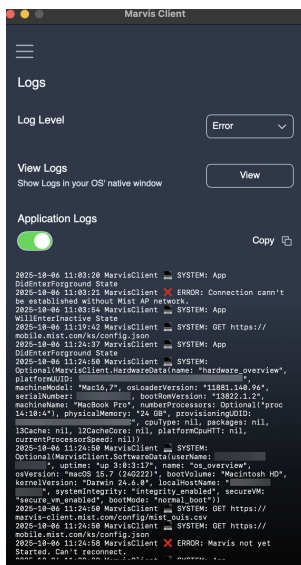 Marvis Client
Logs
Log Level
Error
View Logs
Show Logs in your OS' native window
View
Application Logs
Copy
2025-10-06 11:03:20 MarvisClient 💻 SYSTEM: App
DidEnterForground State
2025-10-06 11:03:21 MarvisClient ❌ ERROR: Connection cann't
be established without Mist AP network.
2025-10-06 11:03:54 MarvisClient 💻 SYSTEM: App
WillEnterInactive State
2025-10-06 11:19:42 MarvisClient 💻 SYSTEM: GET https://
mobile.mist.com/ks/config.json
2025-10-06 11:24:37 MarvisClient 💻 SYSTEM: App
DidEnterForground State
2025-10-06 11:24:50 MarvisClient 💻 SYSTEM:
Optional(MarvisClient.HardwareData(name: "hardware_overview",
platformUUID:
machineModel: "Mac16,7", osLoaderVersion: "11881.140.96",
serialNumber: , bootRomVersion: "13822.1.2",
machineName: "MacBook Pro", numberProcessors: Optional("proc
14:10:4"), physicalMemory: "24 GB", provisioningUDID:
", cpuType: nil, packages: nil,
l3Cache: nil, l2CacheCore: nil, platformCpuHTT: nil,
currentProcessorSpeed: nil))
2025-10-06 11:24:50 MarvisClient 💻 SYSTEM:
Optional(MarvisClient.SoftwareData(userName:
", uptime: "up 3:0:3:17", name: "os_overview",
osVersion: "macOS 15.7 (24G222)", bootVolume: "Macintosh HD",
kernelVersion: "Darwin 24.6.0", localHostName: "
", systemIntegrity: "integrity_enabled", secureVM:
"secure_vm_enabled", bootMode: "normal_boot"))
2025-10-06 11:24:50 MarvisClient 💻 SYSTEM: GET https://
marvis-client.mist.com/config/mist_ouis.csv
2025-10-06 11:24:50 MarvisClient 💻 SYSTEM: GET https://
mobile.mist.com/ks/config.json
2025-10-06 11:24:58 MarvisClient ❌ ERROR: Marvis not yet
Started. Can't reconnect.